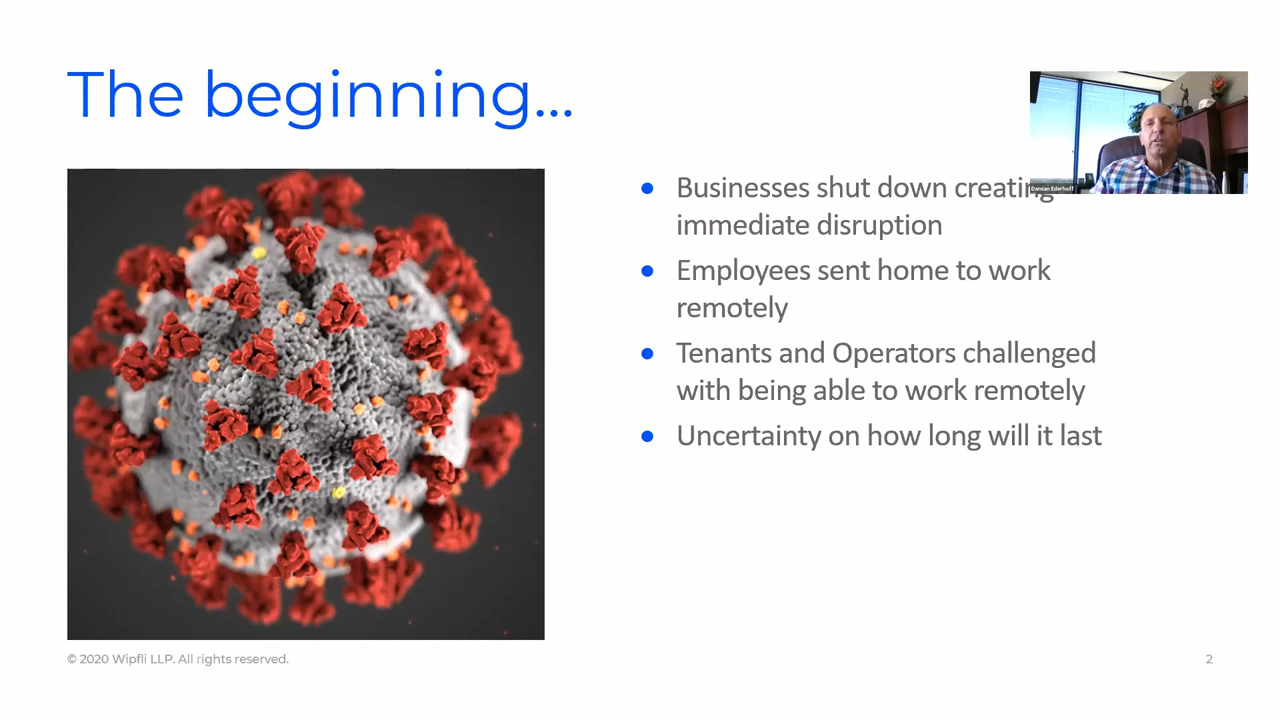 The beginning...
Damian Ederhoff
Businesses shut down creating
immediate disruption
Employees sent home to work
remotely
Tenants and Operators challenged
with being able to work remotely
Uncertainty on how long will it last
© 2020 Wipfli LLP. All rights reserved.
2